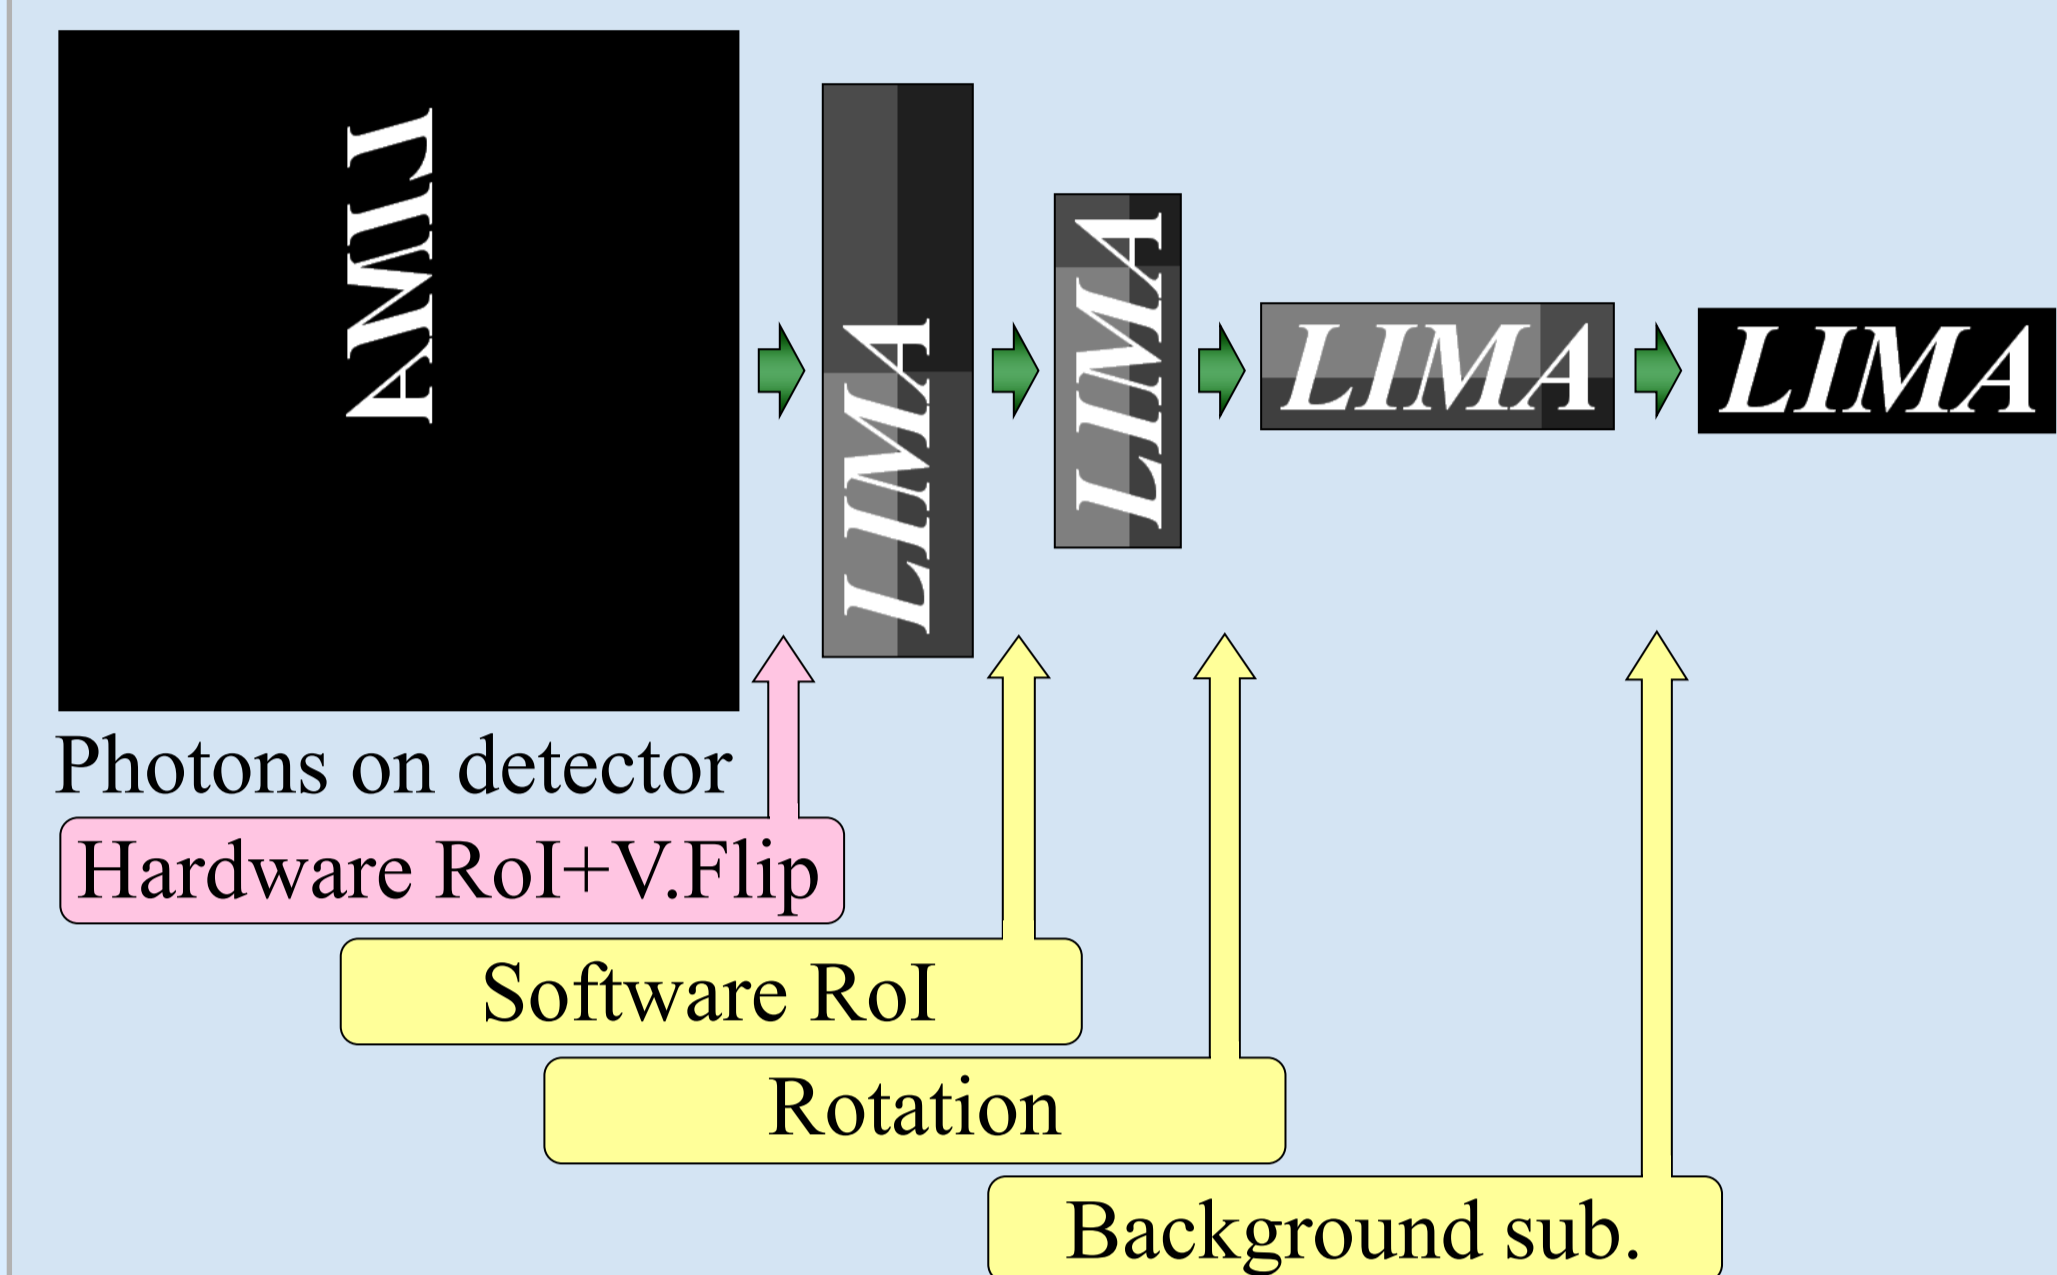 LIMA
LIMA
LIMA
LIMA
LIMA
Photons on detector
Hardware RoI+V.Flip
Software RoI
Rotation
Background sub.